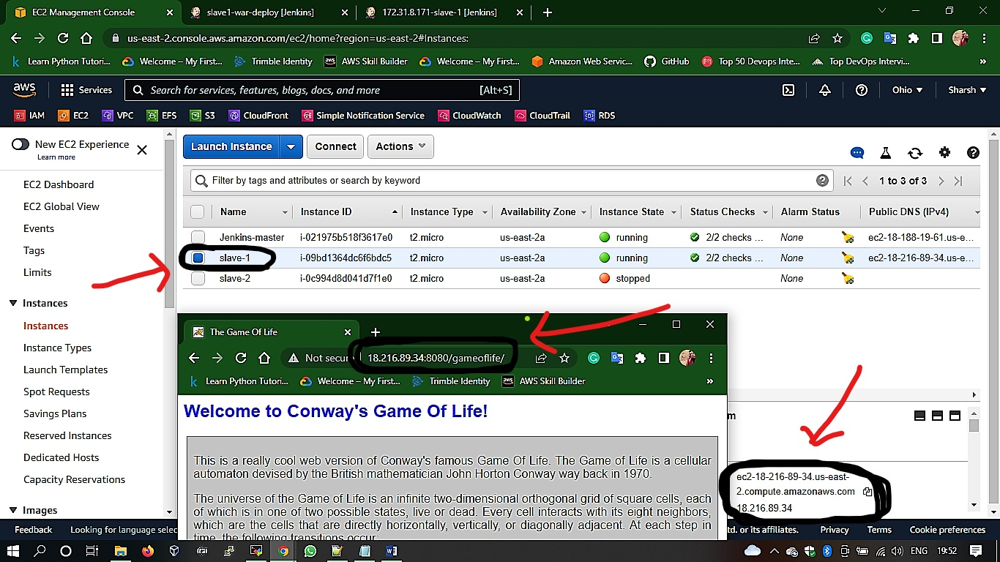 EC2 Management Console
slave1-war-deploy [Jenkins]
172.31.8.171-slave-1 [Jenkins]
us-east-2.console.aws.amazon.com/ec2/home?region=us-east-2#Instances:
Learn Python Tutori... Welcome – My First... Trimble Identity AWS Skill Builder Welcome – My First... Amazon Web Servic... GitHub Top 50 Devops Inte... Top DevOps Intervi... »
aws Services Search for services, features, blogs, docs, and more [Alt+S] Ohio Sharsh
IAM EC2 VPC EFS S3 CloudFront Simple Notification Service CloudWatch CloudTrail RDS
New EC2 Experience
Learn more
EC2 Dashboard
EC2 Global View
Events
Tags
Limits
Instances
Instances
Instance Types
Launch Templates
Spot Requests
Savings Plans
Reserved Instances
Dedicated Hosts
Capacity Reservations
Images
Launch Instance Connect Actions
Filter by tags and attributes or search by keyword 1 to 3 of 3
Name Instance ID Instance Type Availability Zone Instance State Status Checks Alarm Status Public DNS (IPv4)
Jenkins-master i-021975b518f3617e0 t2.micro us-east-2a running 2/2 checks ... None ec2-18-188-19-61.us-e...
slave-1 i-09bd1364dc6f6bdc5 t2.micro us-east-2a running 2/2 checks ... None ec2-18-216-89-34.us-e...
slave-2 i-0c994d8d041d7f1e0 t2.micro us-east-2a stopped None
The Game Of Life
Not secur 18.216.89.34:8080/gameoflife/
Learn Python Tutori... Welcome – My First... Trimble Identity AWS Skill Builder »
Welcome to Conway's Game Of Life!
This is a really cool web version of Conway's famous Game Of Life. The Game of Life is a cellular
automaton devised by the British mathematician John Horton Conway way back in 1970.
The universe of the Game of Life is an infinite two-dimensional orthogonal grid of square cells, each
of which is in one of two possible states, live or dead. Every cell interacts with its eight neighbors,
which are the cells that are directly horizontally, vertically, or diagonally adjacent. At each step in
time, the following transitions occur:
m
ec2-18-216-89-34.us-east-
2.compute.amazonaws.com
18.216.89.34
Feedback Looking for language selec td. or its affiliates. Privacy Terms Cookie preferences
ENG 19:52